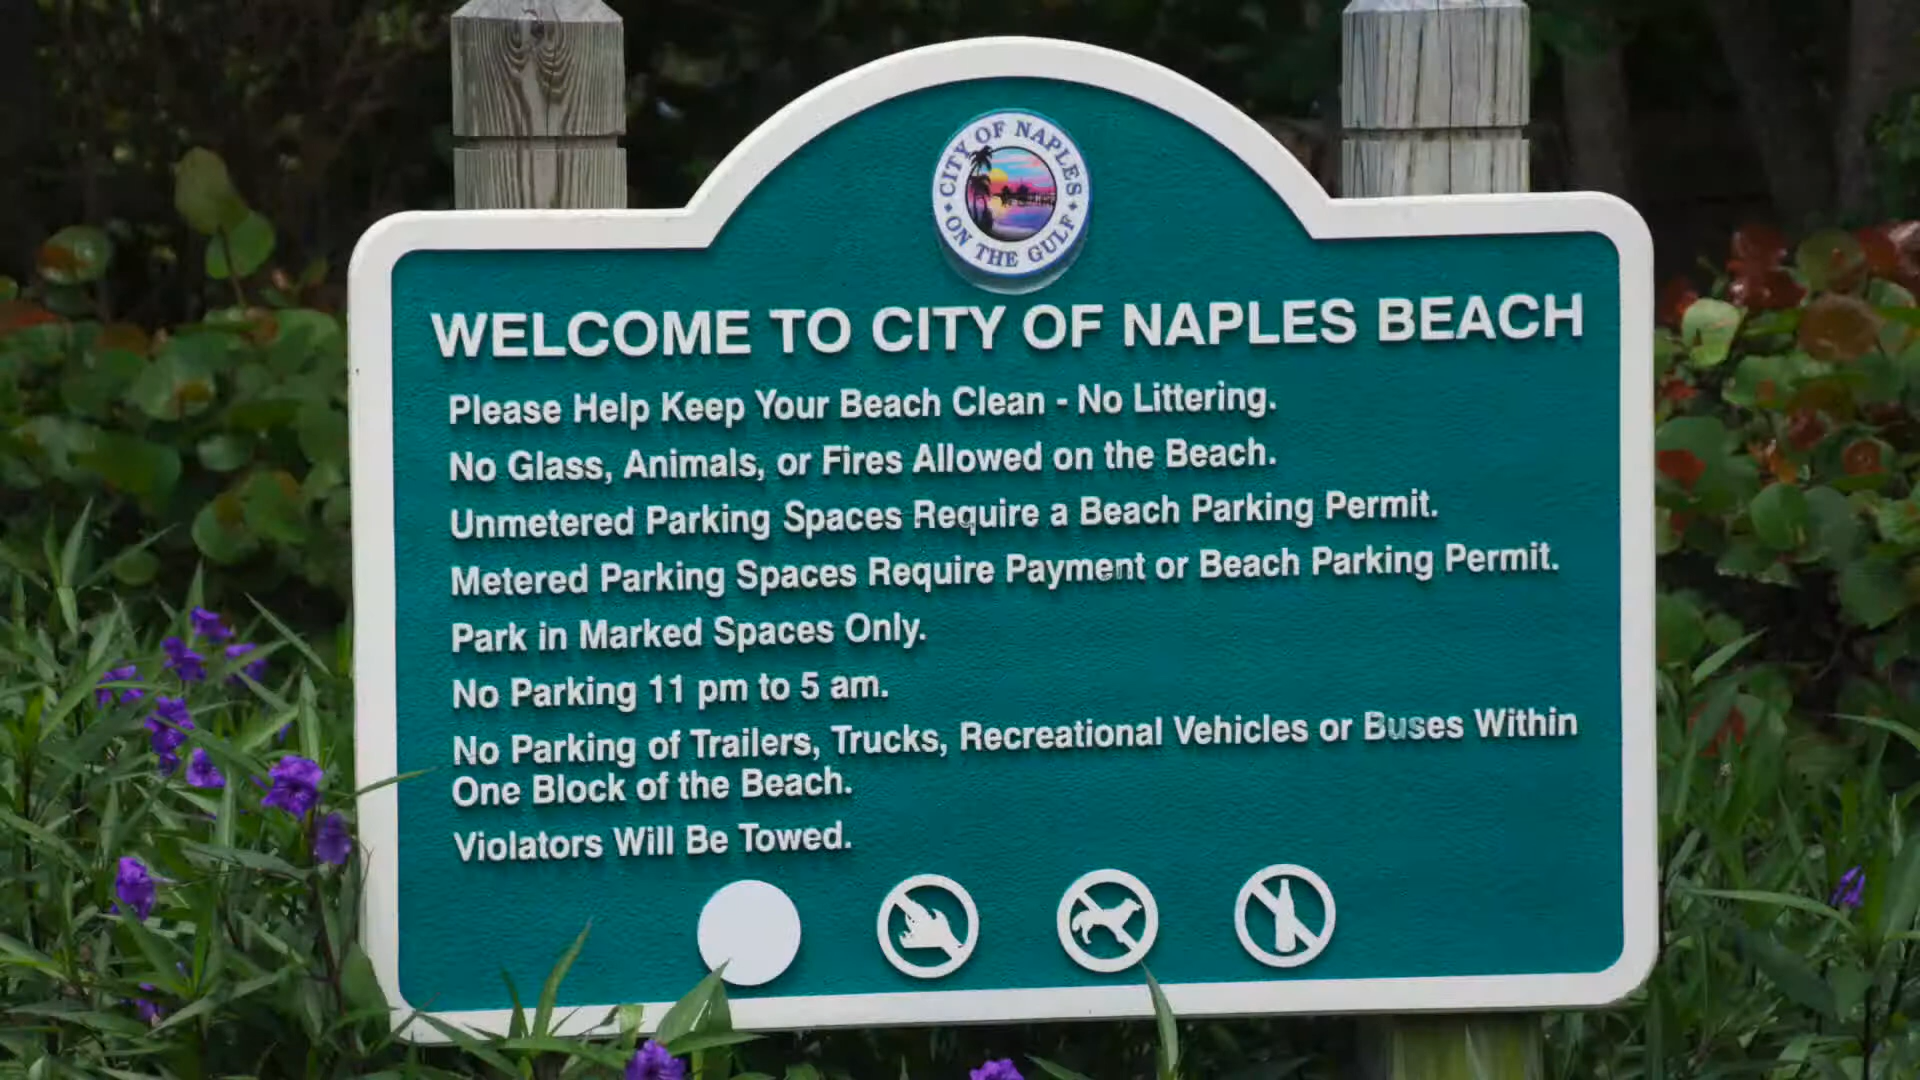 CITY OF NAPLES
ON THE GULF
WELCOME TO CITY OF NAPLES BEACH
Please Help Keep Your Beach Clean - No Littering.
No Glass, Animals, or Fires Allowed on the Beach.
Unmetered Parking Spaces Require a Beach Parking Permit.
Metered Parking Spaces Require Payment or Beach Parking Permit.
Park in Marked Spaces Only.
No Parking 11 pm to 5 am.
No Parking of Trailers, Trucks, Recreational Vehicles or Buses Within
One Block of the Beach.
Violators Will Be Towed.